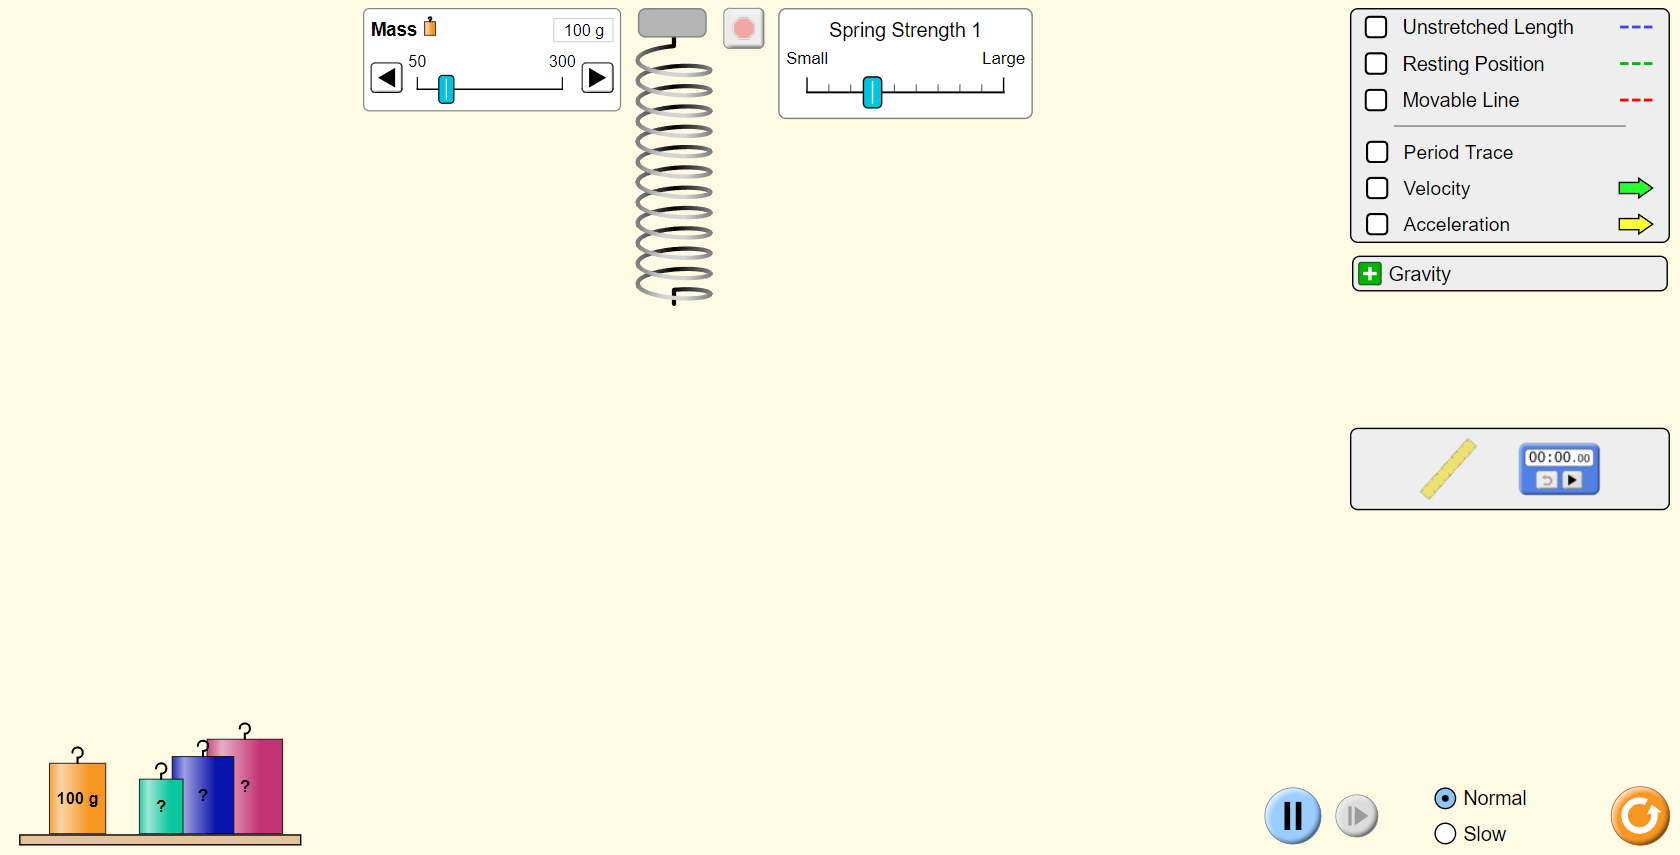 Mass
100 g
50
300
Spring Strength 1
Small
Large
Unstretched Length
Resting Position
Movable Line
Period Trace
Velocity
Acceleration
Gravity
00:00.00
100 g
?
?
?
Normal
Slow